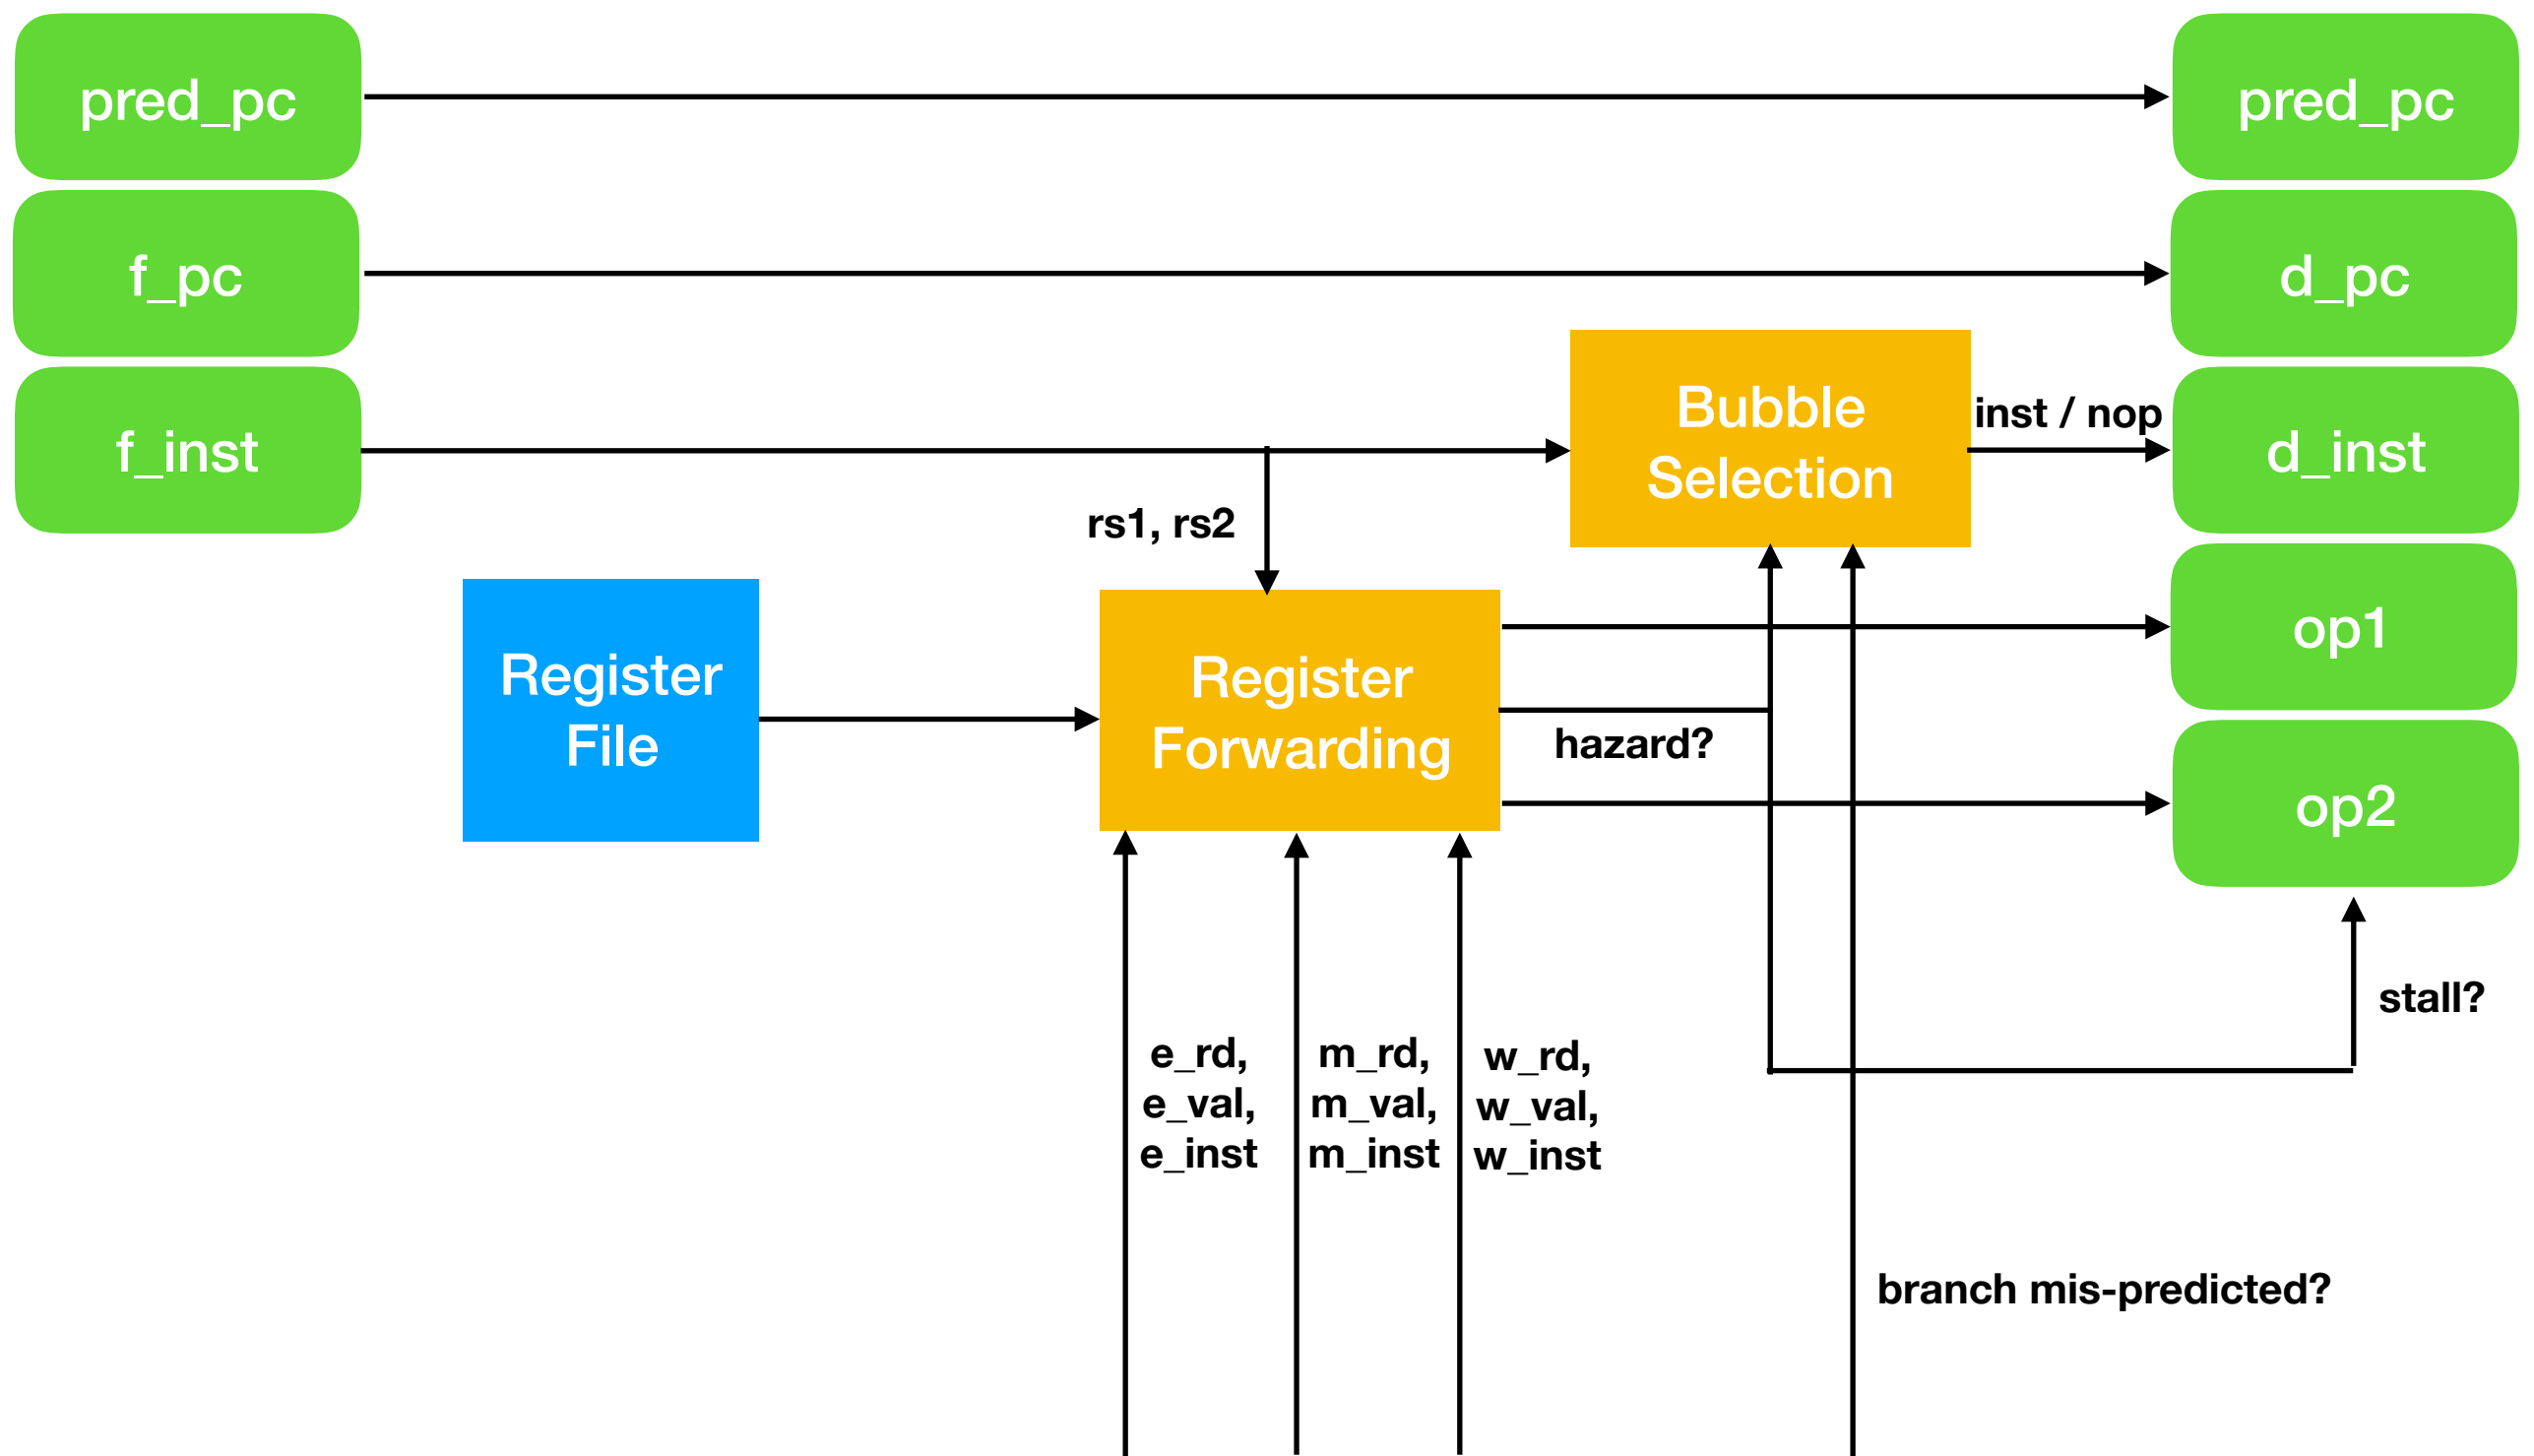 pred_pc
pred_pc
f_pc
d_pc
f_inst
Bubble
Selection
inst / nop
d_inst
rs1, rs2
Register
File
Register
Forwarding
hazard?
op1
op2
stall?
e_rd,
e_val,
e_inst
m_rd,
m_val,
m_inst
w_rd,
w_val,
w_inst
branch mis-predicted?